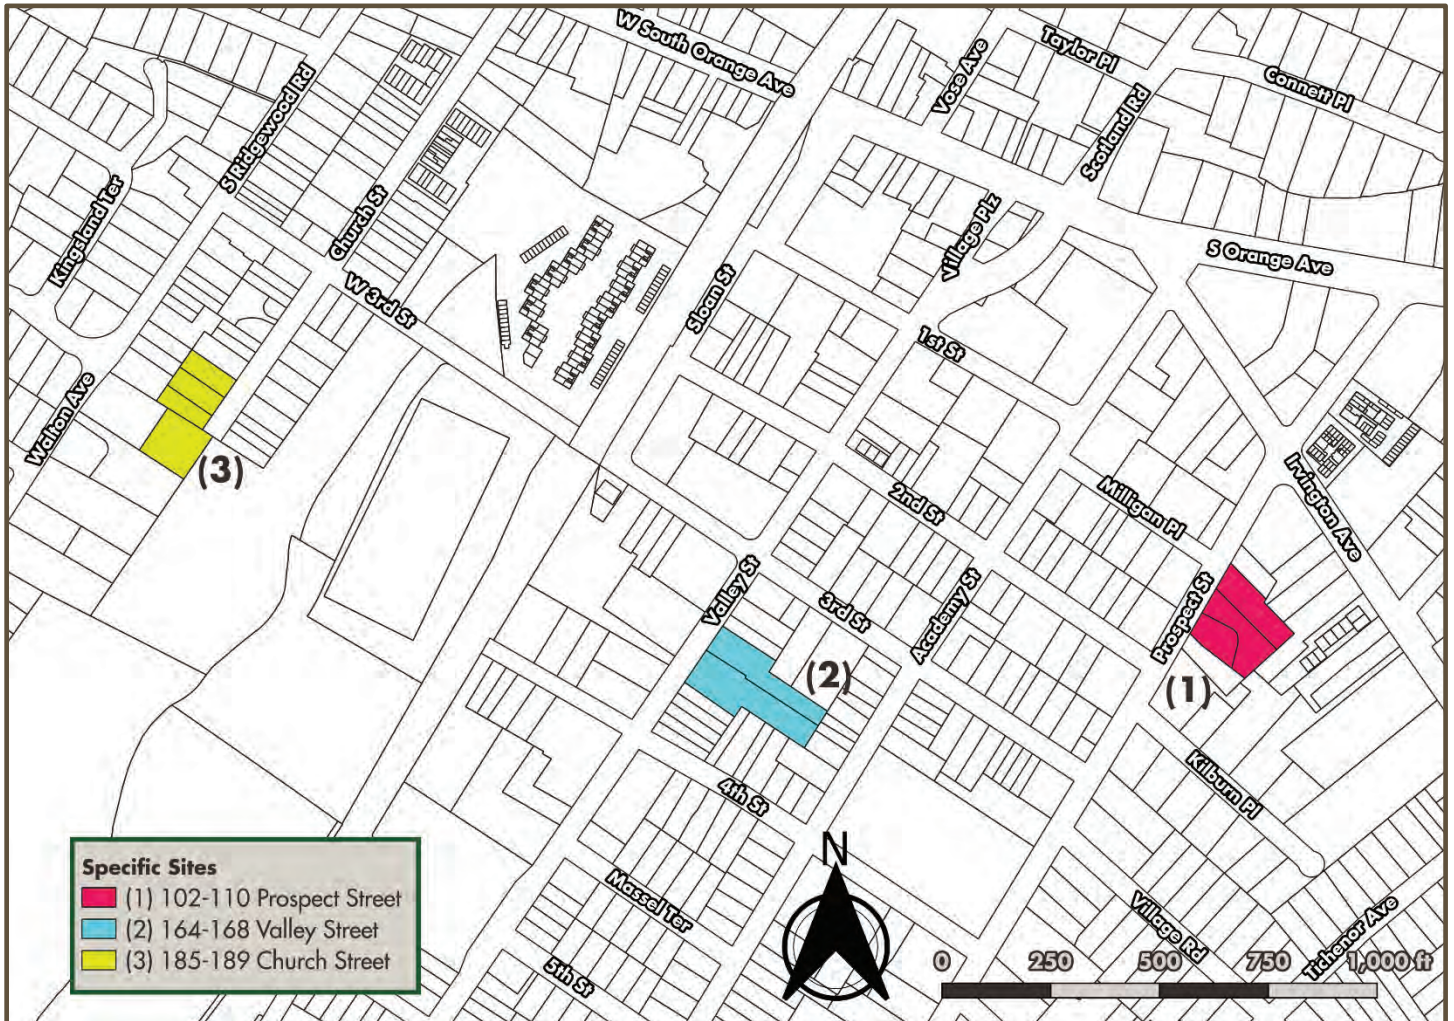 W South Orange Ave
Taylor Pl
Vose Ave
Connett Pl
Scotland Rd
S Ridgewood Rd
Kingsland Ter
Church St
Village Plz
S Orange Ave
W 3rd St
Sloan St
1st St
Walton Ave
(3)
2nd St
Milligan Pl
Irvington Ave
Valley St
3rd St
Academy St
Prospect St
(2)
(1)
4th St
Kilburn Pl
Massel Ter
Village Rd
Tichenor Ave
5th St
N
0 250 500 750 1,000 ft
Specific Sites
(1) 102-110 Prospect Street
(2) 164-168 Valley Street
(3) 185-189 Church Street